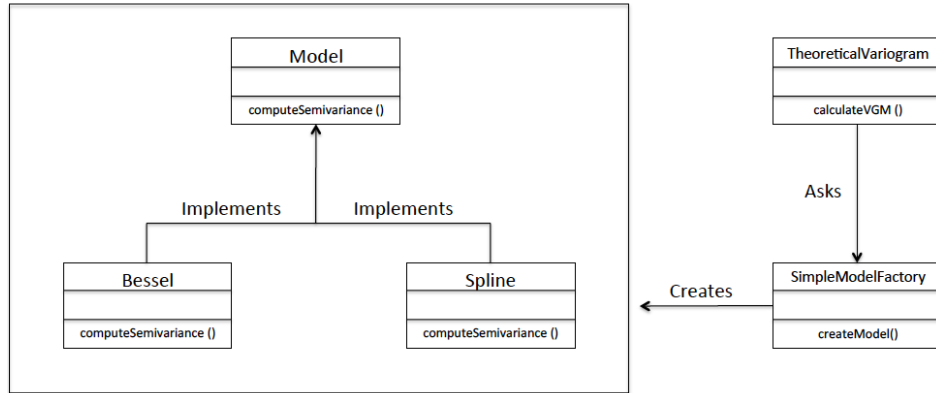 Model
computeSemivariance ()
Implements
Implements
Bessel
computeSemivariance ()
Spline
computeSemivariance ()
TheoreticalVariogram
calculateVGM ()
Asks
Creates
SimpleModelFactory
createModel()